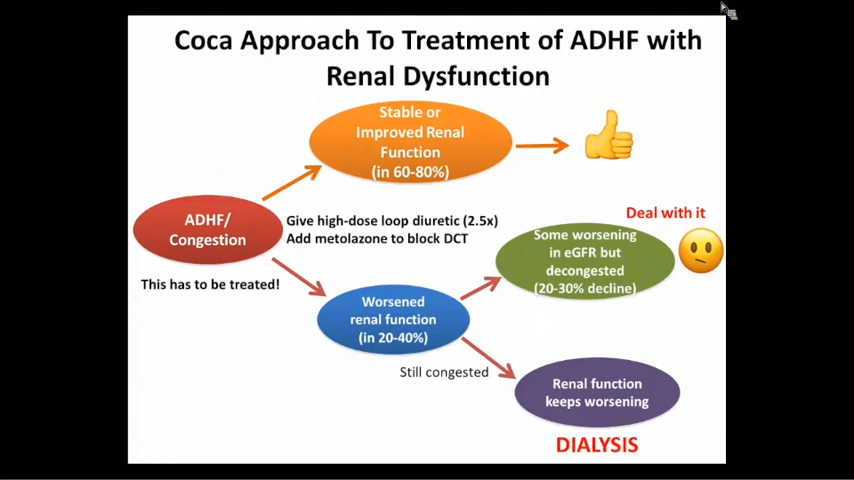 Coca Approach To Treatment of ADHF with
Renal Dysfunction
Stable or
Improved Renal
Function
(in 60-80%)
Deal with it
ADHF/
Congestion
Give high-dose loop diuretic (2.5x)
Add metolazone to block DCT
Some worsening
in eGFR but
decongested
(20-30% decline)
This has to be treated!
Worsened
renal function
(in 20-40%)
Still congested
Renal function
keeps worsening
DIALYSIS